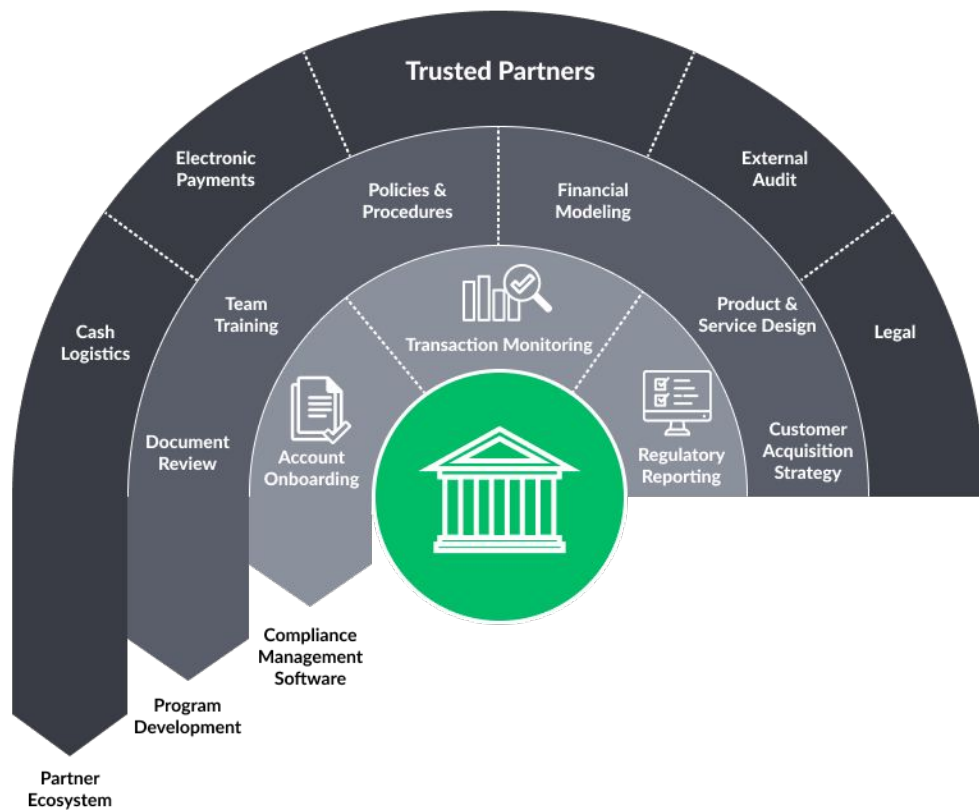 Trusted Partners
Electronic
Payments
External
Audit
Cash
Logistics
Legal
Policies &
Procedures
Financial
Modeling
Team
Training
Product &
Service Design
Document
Review
Customer
Acquisition
Strategy
Transaction Monitoring
Account
Onboarding
Regulatory
Reporting
Compliance
Management
Software
Program
Development
Partner
Ecosystem